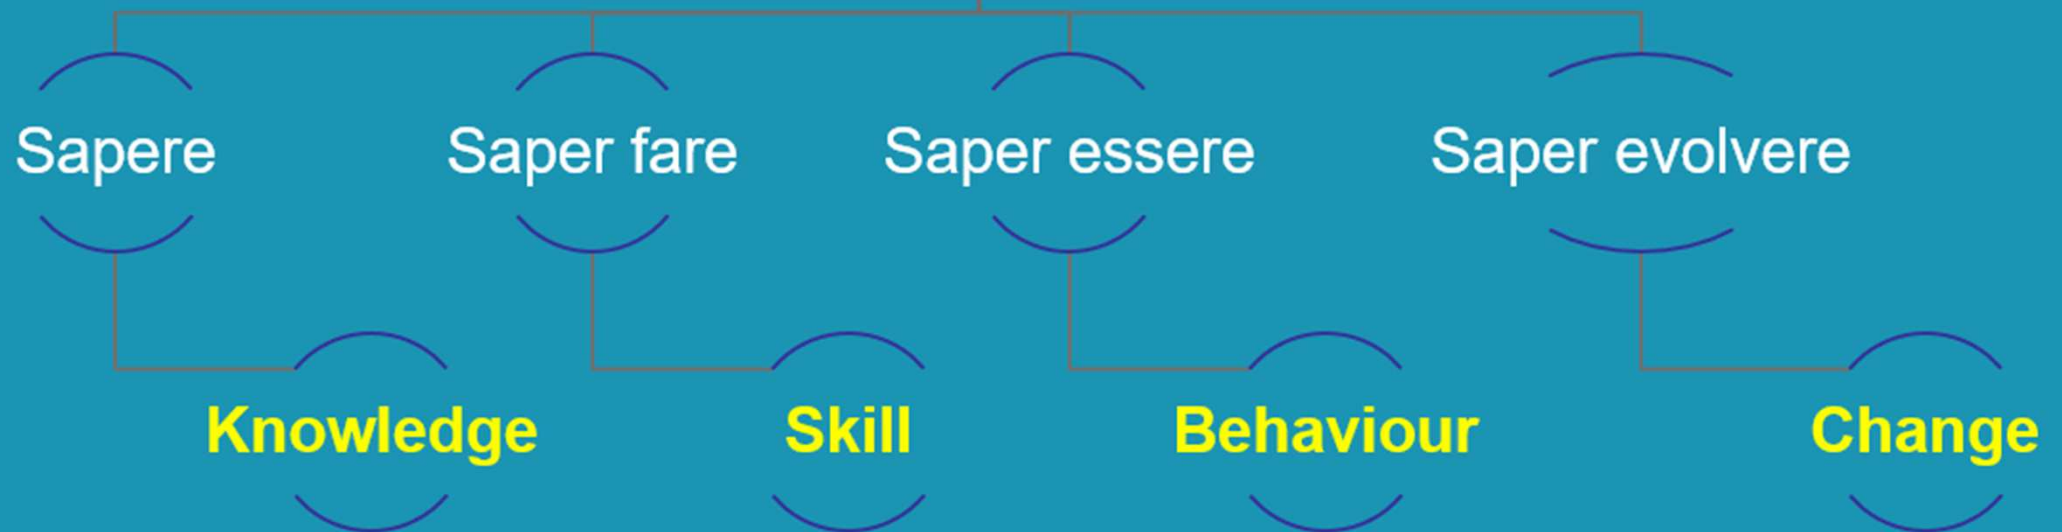 Sapere
Saper fare
Saper essere
Saper evolvere
Knowledge
Skill
Behaviour
Change